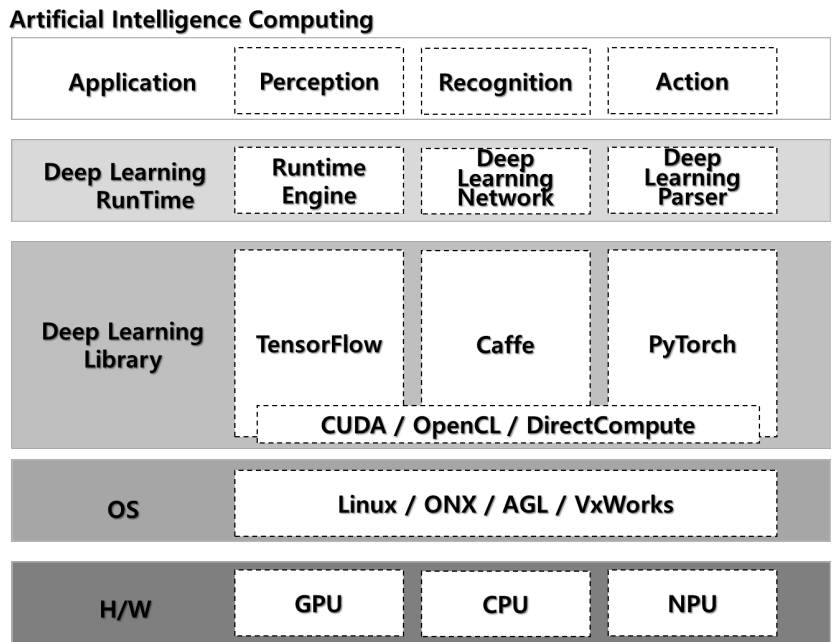 Artificial Intelligence Computing
Application
Perception
Recognition
Action
Deep Learning
RunTime
Runtime
Engine
Deep
Learning
Network
Deep
Learning
Parser
Deep Learning
Library
TensorFlow
Caffe
PyTorch
CUDA / OpenCL / DirectCompute
OS
Linux / ONX / AGL / VxWorks
H/W
GPU
CPU
NPU